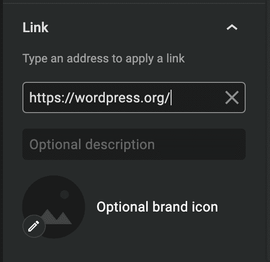 Link
Type an address to apply a link
https://wordpress.org/
Optional description
Optional brand icon